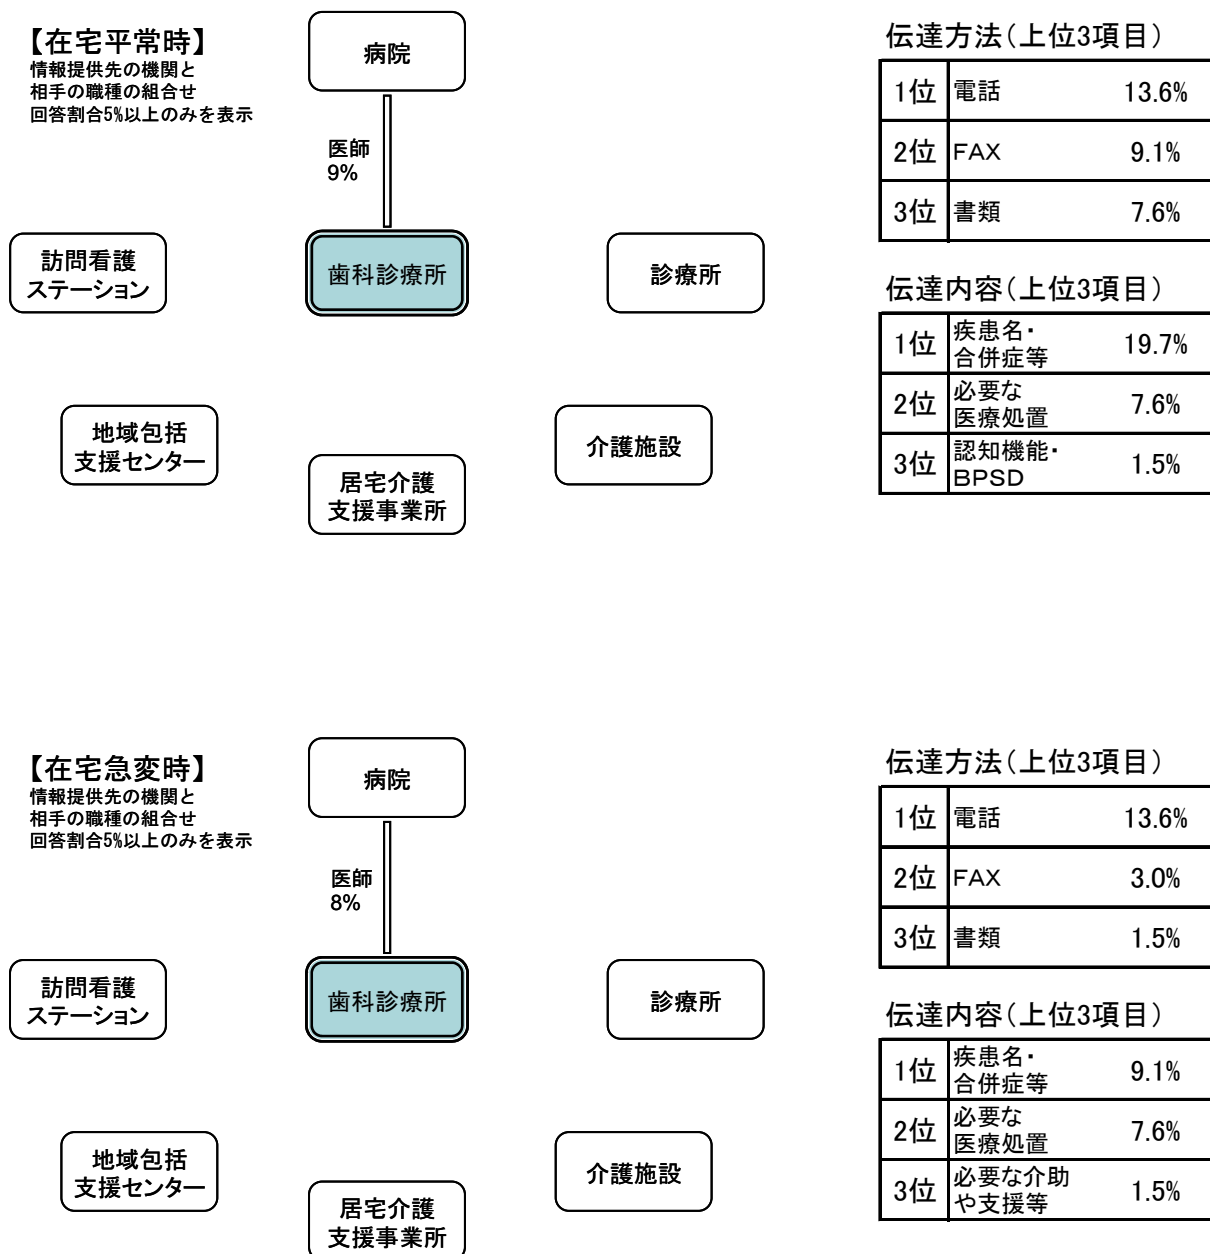 【在宅平常時】
情報提供先の機関と
相手の職種の組合せ
回答割合5%以上のみを表示
病院
医師
9%
訪問看護
ステーション
歯科診療所
診療所
地域包括
支援センター
居宅介護
支援事業所
介護施設
伝達方法(上位3項目)
1位 電話 13.6%
2位 FAX 9.1%
3位 書類 7.6%
伝達内容(上位3項目)
1位 疾患名・
合併症等 19.7%
2位 必要な
医療処置 7.6%
3位 認知機能・
BPSD 1.5%
【在宅急変時】
情報提供先の機関と
相手の職種の組合せ
回答割合5%以上のみを表示
病院
医師
8%
訪問看護
ステーション
歯科診療所
診療所
地域包括
支援センター
居宅介護
支援事業所
介護施設
伝達方法(上位3項目)
1位 電話 13.6%
2位 FAX 3.0%
3位 書類 1.5%
伝達内容(上位3項目)
1位 疾患名・
合併症等 9.1%
2位 必要な
医療処置 7.6%
3位 必要な介助
や支援等 1.5%